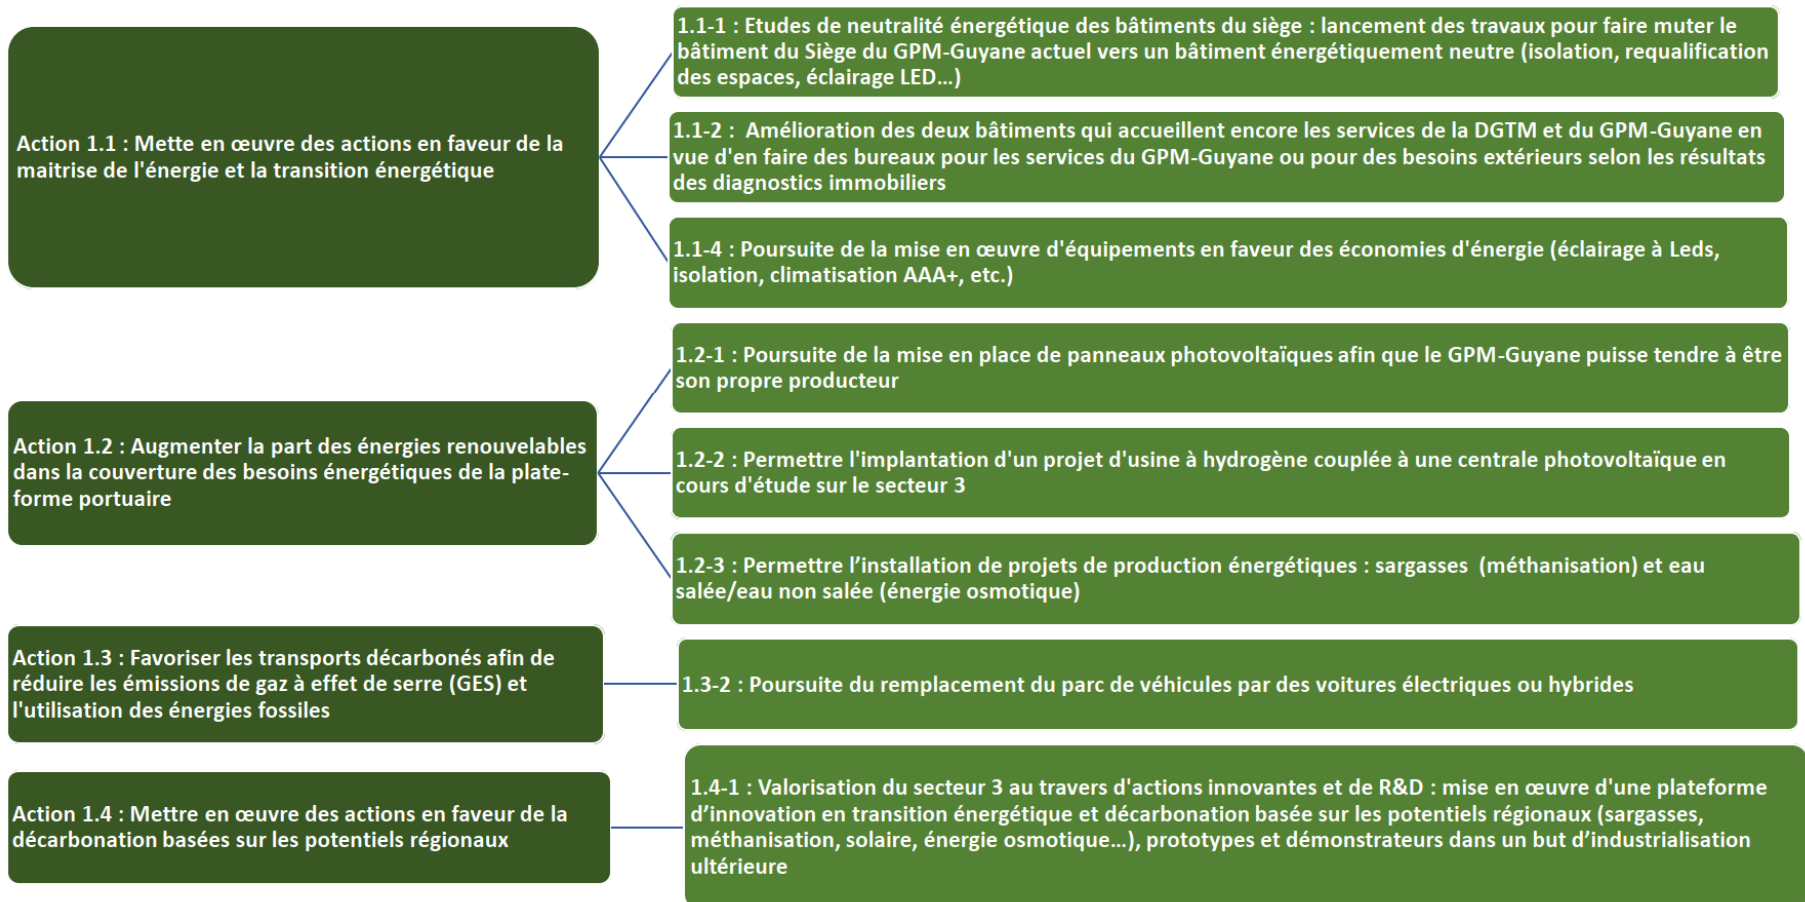 Action 1.1 : Mette en œuvre des actions en faveur de la
maitrise de l'énergie et la transition énergétique
1.1-1 : Etudes de neutralité énergétique des bâtiments du siège : lancement des travaux pour faire muter le
bâtiment du Siège du GPM-Guyane actuel vers un bâtiment énergétiquement neutre (isolation, requalification
des espaces, éclairage LED…)
1.1-2 :  Amélioration des deux bâtiments qui accueillent encore les services de la DGTM et du GPM-Guyane en
vue d'en faire des bureaux pour les services du GPM-Guyane ou pour des besoins extérieurs selon les résultats
des diagnostics immobiliers
1.1-4 : Poursuite de la mise en œuvre d'équipements en faveur des économies d'énergie (éclairage à Leds,
isolation, climatisation AAA+, etc.)
Action 1.2 : Augmenter la part des énergies renouvelables
dans la couverture des besoins énergétiques de la plate-
forme portuaire
1.2-1 : Poursuite de la mise en place de panneaux photovoltaïques afin que le GPM-Guyane puisse tendre à être
son propre producteur
1.2-2 : Permettre l'implantation d'un projet d'usine à hydrogène couplée à une centrale photovoltaïque en
cours d'étude sur le secteur 3
1.2-3 : Permettre l’installation de projets de production énergétiques : sargasses  (méthanisation) et eau
salée/eau non salée (énergie osmotique)
Action 1.3 : Favoriser les transports décarbonés afin de
réduire les émissions de gaz à effet de serre (GES) et
l'utilisation des énergies fossiles
1.3-2 : Poursuite du remplacement du parc de véhicules par des voitures électriques ou hybrides
Action 1.4 : Mettre en œuvre des actions en faveur de la
décarbonation basées sur les potentiels régionaux
1.4-1 : Valorisation du secteur 3 au travers d'actions innovantes et de R&D : mise en œuvre d'une plateforme
d’innovation en transition énergétique et décarbonation basée sur les potentiels régionaux (sargasses,
méthanisation, solaire, énergie osmotique…), prototypes et démonstrateurs dans un but d’industrialisation
ultérieure